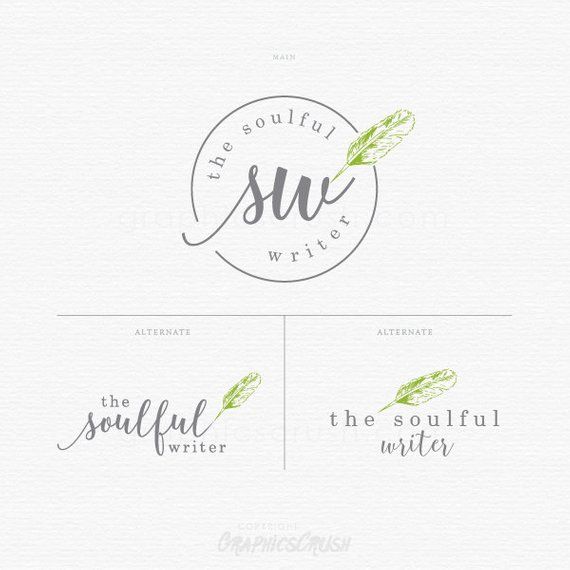 MAIN
the soulful
sw
writer
ALTERNATE
the
soulful
writer
ALTERNATE
the soulful
writer
COPYRIGHT
GRAPHICSCRUSH